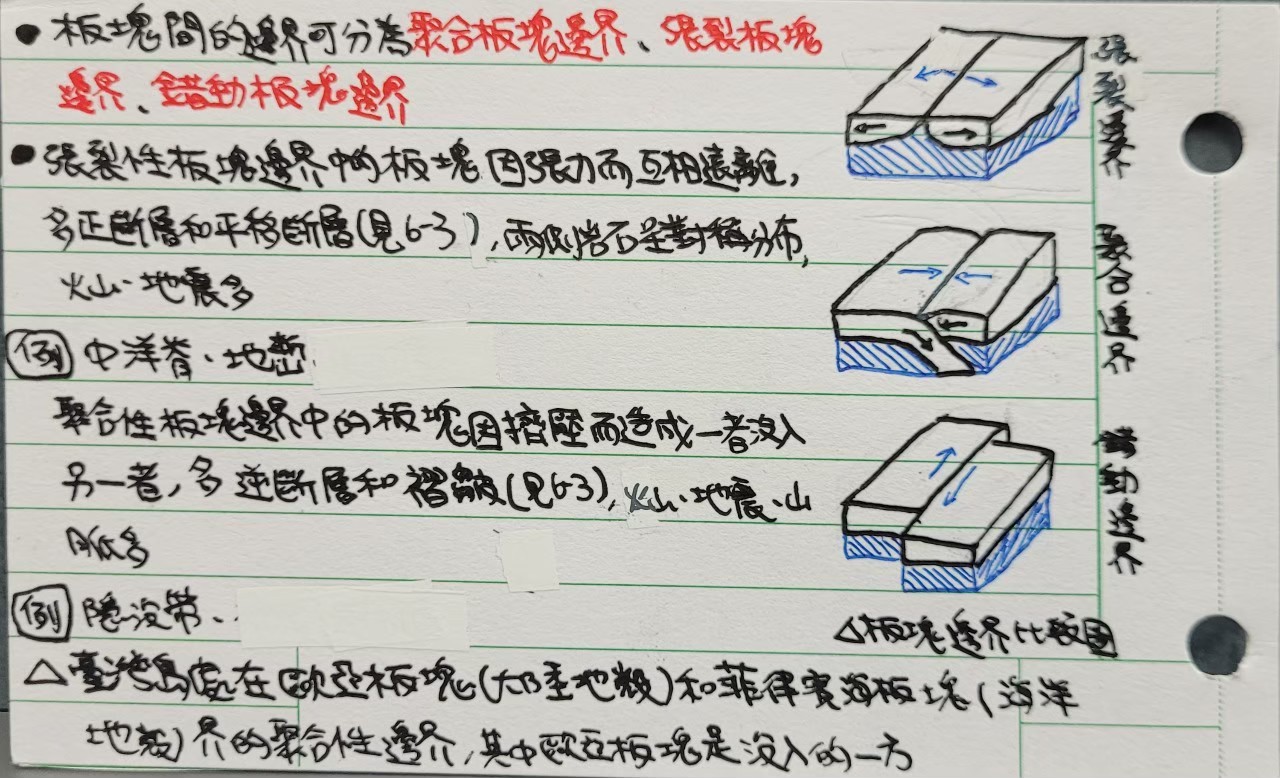 ●板塊間的邊界可分為聚合板塊邊界、張裂板塊
邊界、錯動板塊邊界
●張裂性板塊邊界中的板塊因張力而互相遠離,
多正斷層和平移斷層(見6-3),兩側岩石呈對稱分布,
火山、地震多
例 中洋脊、地塹
聚合性板塊邊界中的板塊因擠壓而造成一者沒入
另一者,多逆斷層和褶皺(見6-3),火山、地震、山
脈多
例 隱沒帶、
△臺灣島處在歐亞板塊(大陸地殼)和菲律賓海板塊(海洋
地殼)界的聚合性邊界,其中歐亞板塊是沒入的一方
張裂邊界
聚合邊界
錯動邊界
△板塊邊界比較圖